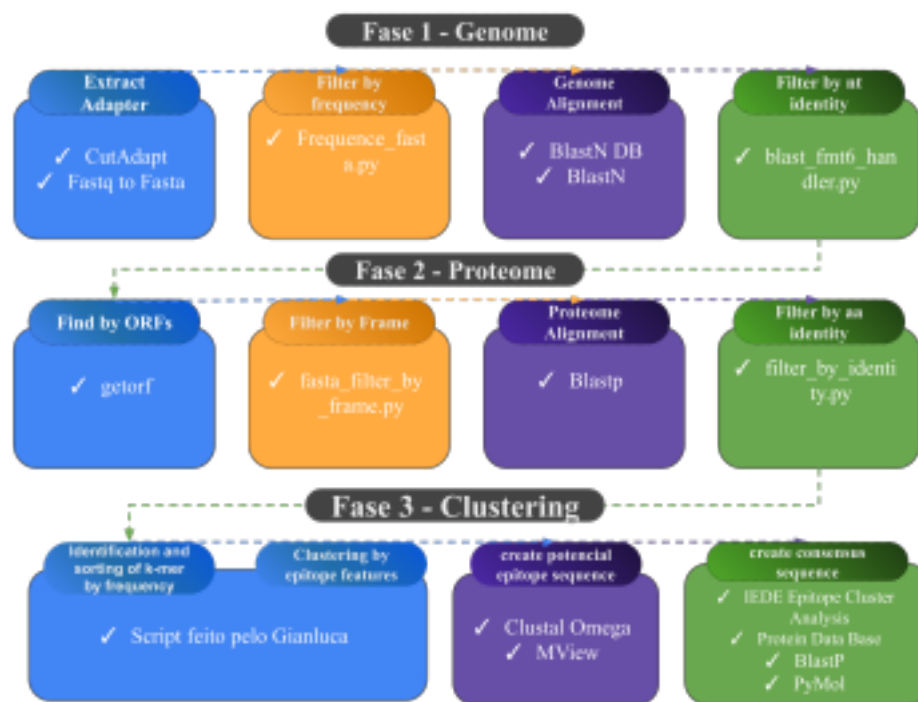 Fase 1 - Genome
Extract
Adapter
✓ CutAdapt
✓ Fastq to Fasta
Filter by
frequency
✓ Frequence_fast
a.py
Genome
Alignment
✓ BlastN DB
✓ BlastN
Filter by nt
identity
✓ blast_fmt6_han
dler.py
Fase 2 - Proteome
Find by ORFs
✓ getorf
Filter by Frame
✓ fasta_filter_by
_frame.py
Proteome
Alignment
✓ Blastp
Filter by aa
identity
✓ filter_by_identi
ty.py
Fase 3 - Clustering
Identification and
sorting of k-mer
by frequency
Clustering by
epitope features
✓ Script feito pelo Gianluca
create potencial
epitope sequence
✓ Clustal Omega
✓ MView
create consensus
sequence
✓ IEDE Epitope Cluster
Analysis
✓ Protein Data Base
✓ BlastP
✓ PyMol